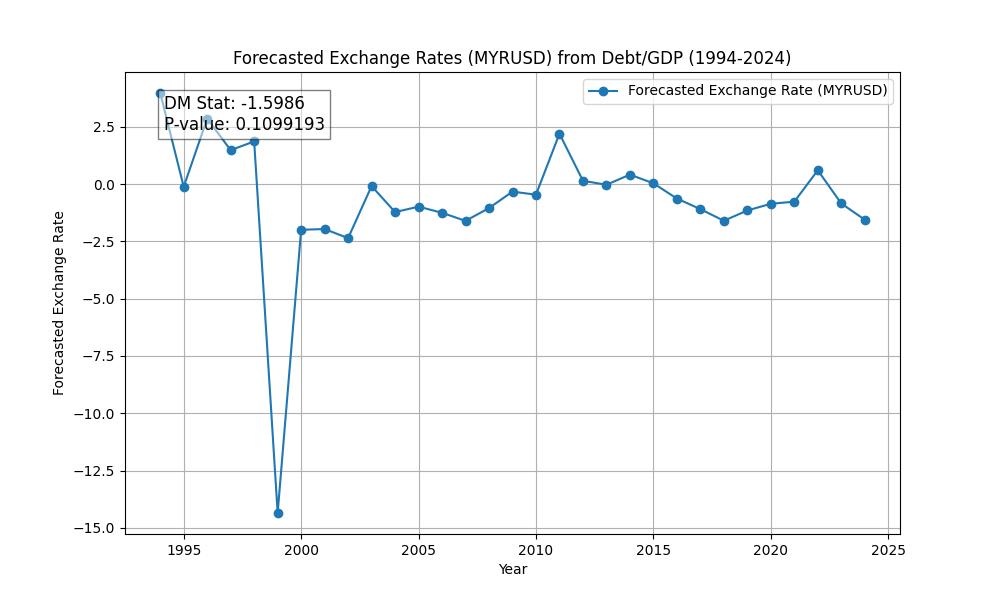 Forecasted Exchange Rates (MYRUSD) from Debt/GDP (1994-2024)
DM Stat: -1.5986
P-value: 0.1099193
Forecasted Exchange Rate (MYRUSD)
Forecasted Exchange Rate
2.5
0.0
−2.5
−5.0
−7.5
−10.0
−12.5
−15.0
1995
2000
2005
2010
2015
2020
2025
Year